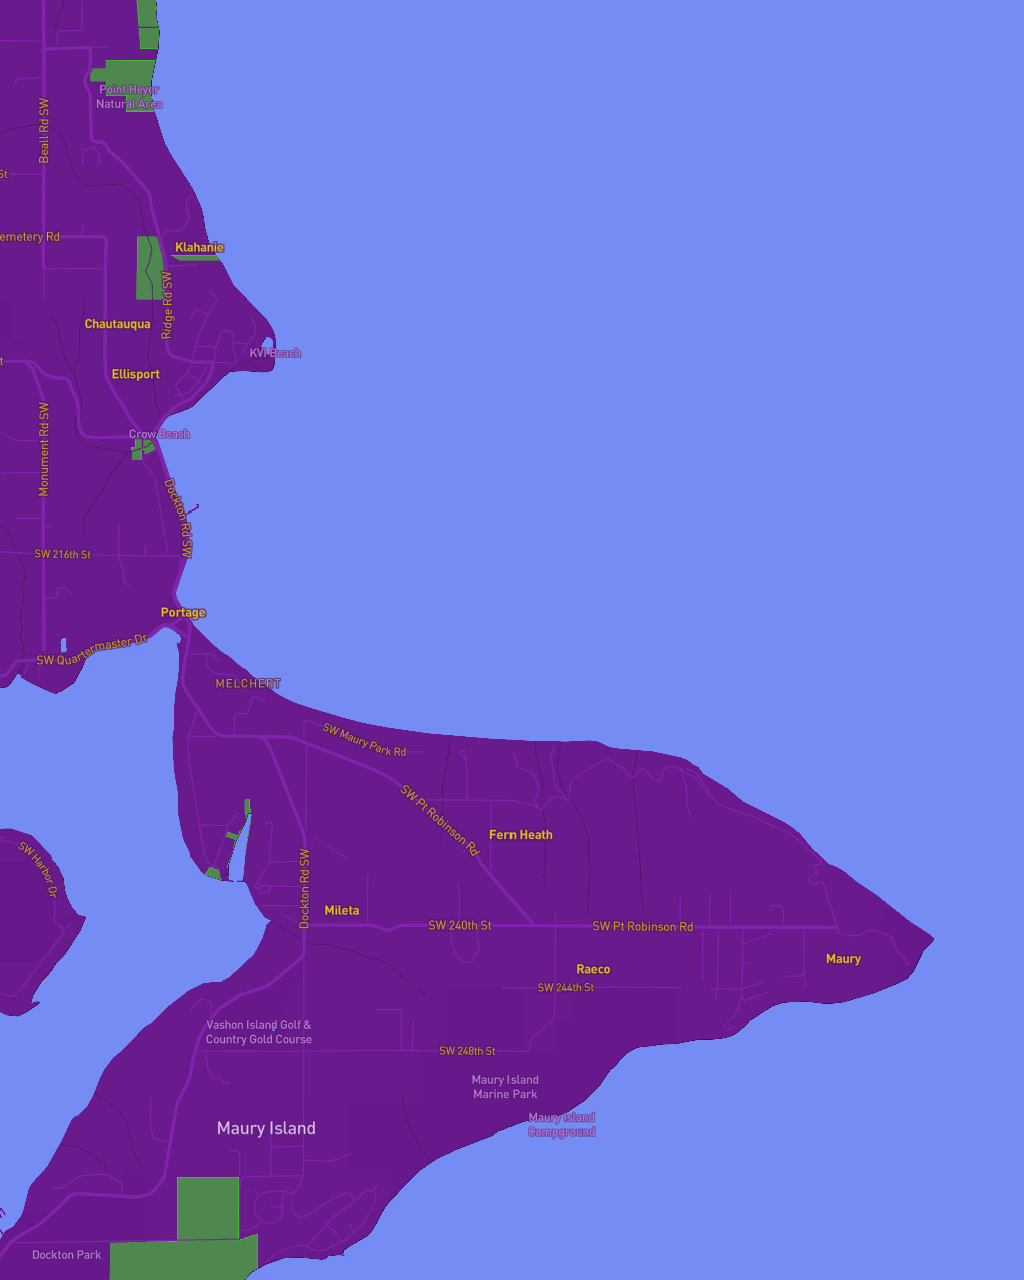 Point Heyer
Natural Area
Beall Rd SW
St
emetery Rd
Klahanie
Ridge Rd SW
Chautauqua
KVI Beach
Ellisport
Monument Rd SW
Crow Beach
Dockton Rd SW
SW 216th St
Portage
SW Quartermaster Dr
MELCHERT
SW Maury Park Rd
SW Pt Robinson Rd
Fern Heath
SW Harbor Dr
Dockton Rd SW
Mileta
SW 240th St
SW Pt Robinson Rd
Maury
Raeco
SW 244th St
Vashon Island Golf &
Country Gold Course
SW 248th St
Maury Island
Marine Park
Maury Island
Campground
Maury Island
Dockton Park